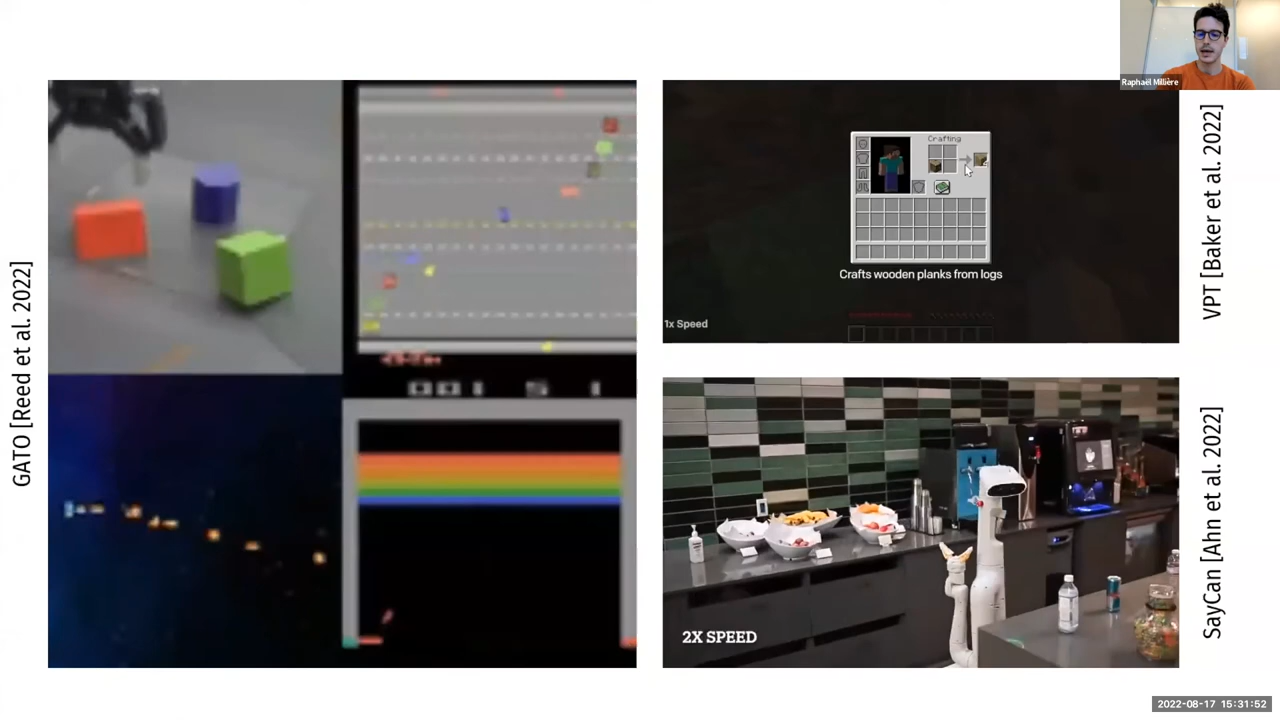 Raphaël Millière
GATO [Reed et al. 2022]
Crafting
Crafts wooden planks from logs
1x Speed
VPT [Baker et al. 2022]
2X SPEED
SayCan [Ahn et al. 2022]
2022-08-17 15:31:52